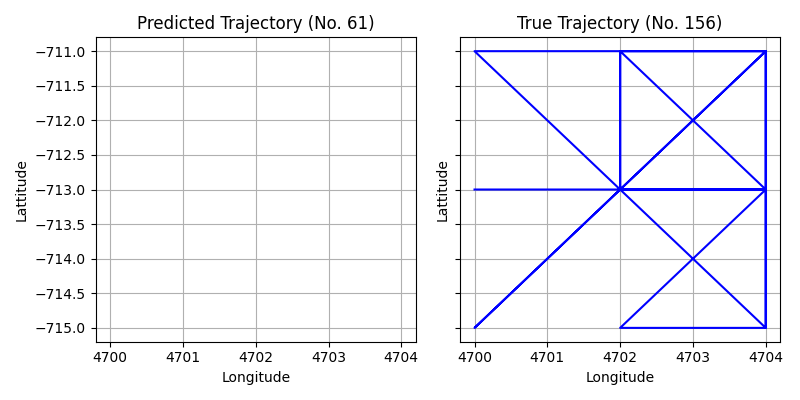 Predicted Trajectory (No. 61)
True Trajectory (No. 156)
−711.0
−711.5
−712.0
−712.5
−713.0
−713.5
−714.0
−714.5
−715.0
Lattitude
Lattitude
4700 4701 4702 4703 4704
4700 4701 4702 4703 4704
Longitude
Longitude